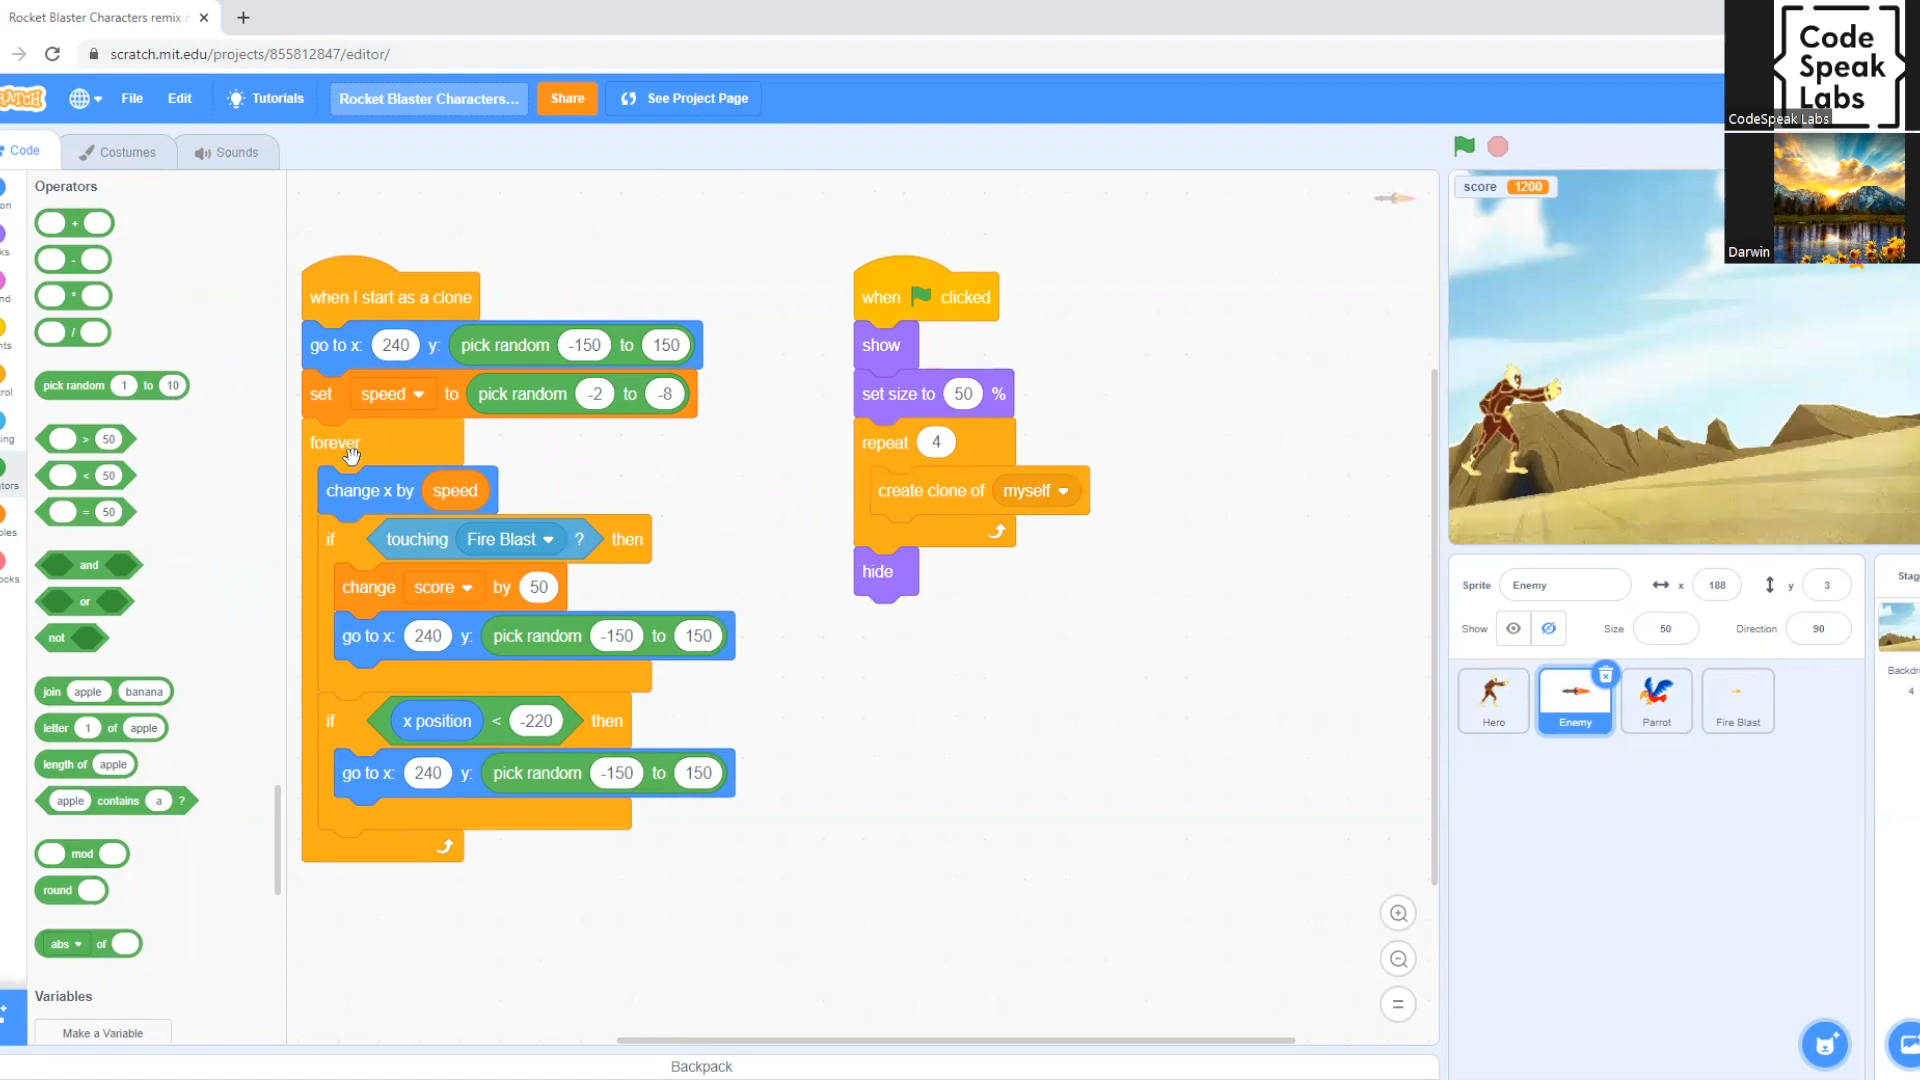 Rocket Blaster Characters remix
scratch.mit.edu/projects/855812847/editor/
File
Edit
Tutorials
Rocket Blaster Characters...
Share
See Project Page
Code
Speak
Labs
CodeSpeak Labs
Darwin
Code
Costumes
Sounds
Operators
+
-
*
/
pick random 1 to 10
> 50
< 50
= 50
and
or
not
join apple banana
letter 1 of apple
length of apple
apple contains a ?
mod
round
abs of
Variables
Make a Variable
when I start as a clone
go to x: 240 y: pick random -150 to 150
set speed to pick random -2 to -8
forever
change x by speed
if touching Fire Blast ? then
change score by 50
go to x: 240 y: pick random -150 to 150
if x position < -220 then
go to x: 240 y: pick random -150 to 150
when clicked
show
set size to 50 %
repeat 4
create clone of myself
hide
=
Backpack
score 1200
Sprite Enemy x 188 y 3
Show Size 50 Direction 90
Hero
Enemy
Parrot
Fire Blast
4